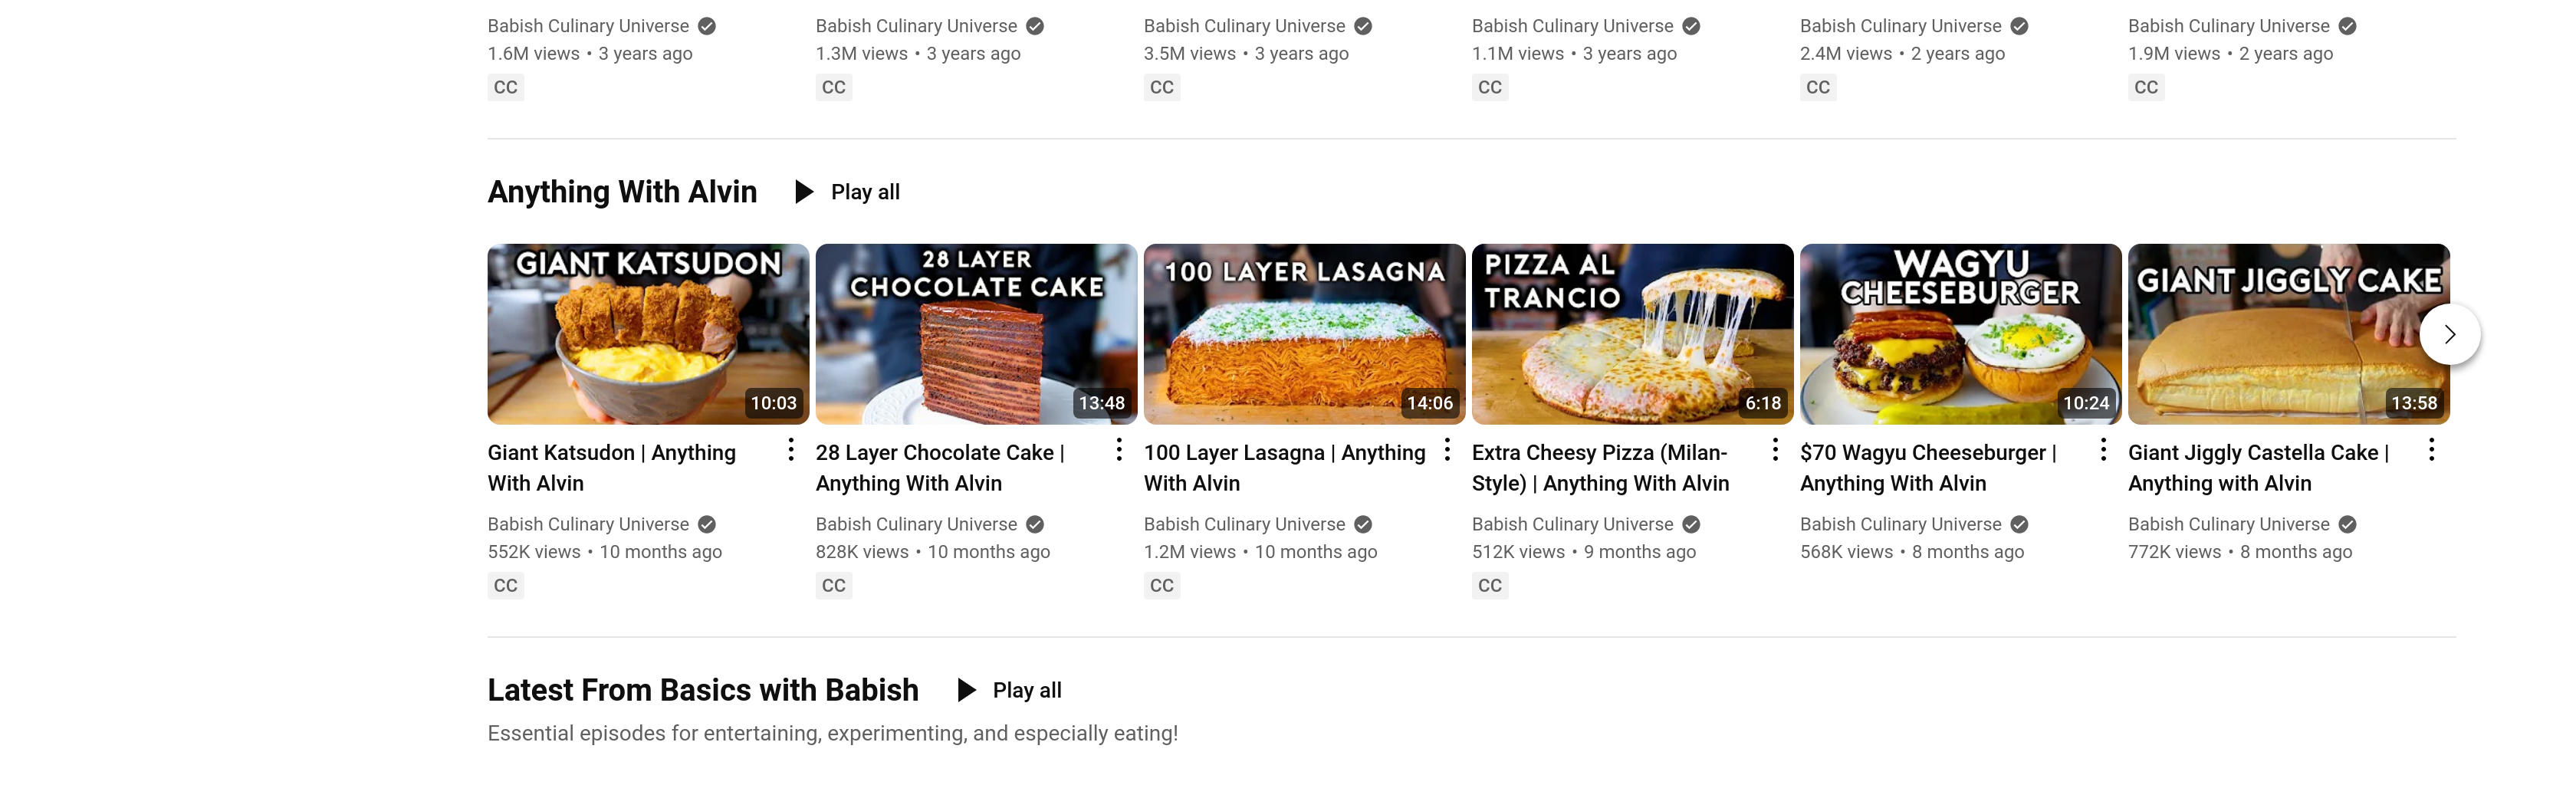 Babish Culinary Universe
1.6M views • 3 years ago
CC
Babish Culinary Universe
1.3M views • 3 years ago
CC
Babish Culinary Universe
3.5M views • 3 years ago
CC
Babish Culinary Universe
1.1M views • 3 years ago
CC
Babish Culinary Universe
2.4M views • 2 years ago
CC
Babish Culinary Universe
1.9M views • 2 years ago
CC
Anything With Alvin
Play all
GIANT KATSUDON
10:03
Giant Katsudon | Anything
With Alvin
Babish Culinary Universe
552K views • 10 months ago
CC
28 LAYER
CHOCOLATE CAKE
13:48
28 Layer Chocolate Cake |
Anything With Alvin
Babish Culinary Universe
828K views • 10 months ago
CC
100 LAYER LASAGNA
14:06
100 Layer Lasagna | Anything
With Alvin
Babish Culinary Universe
1.2M views • 10 months ago
CC
PIZZA AL
TRANCIO
6:18
Extra Cheesy Pizza (Milan-
Style) | Anything With Alvin
Babish Culinary Universe
512K views • 9 months ago
CC
WAGYU
CHEESEBURGER
10:24
$70 Wagyu Cheeseburger |
Anything With Alvin
Babish Culinary Universe
568K views • 8 months ago
GIANT JIGGLY CAKE
13:58
Giant Jiggly Castella Cake |
Anything with Alvin
Babish Culinary Universe
772K views • 8 months ago
Latest From Basics with Babish
Play all
Essential episodes for entertaining, experimenting, and especially eating!